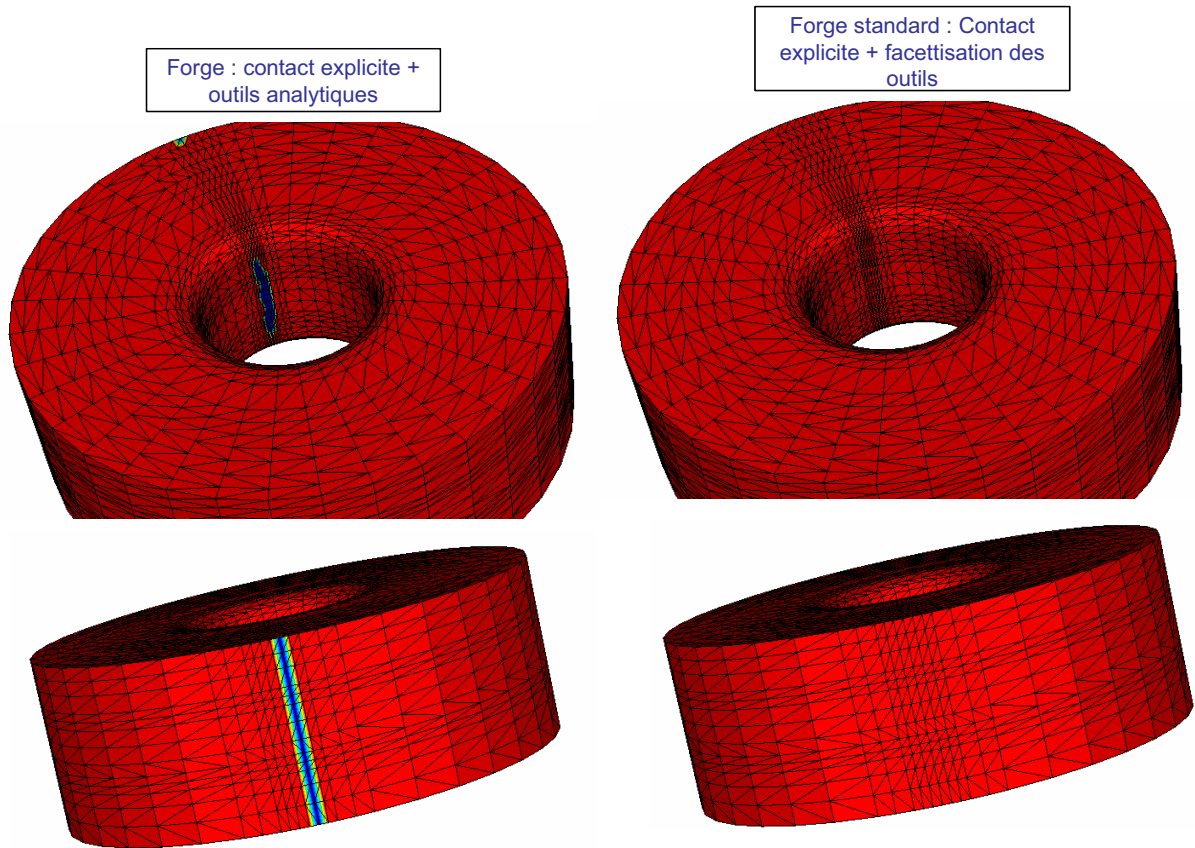 Forge : contact explicite +
outils analytiques
Forge standard : Contact
explicite + facettisation des
outils